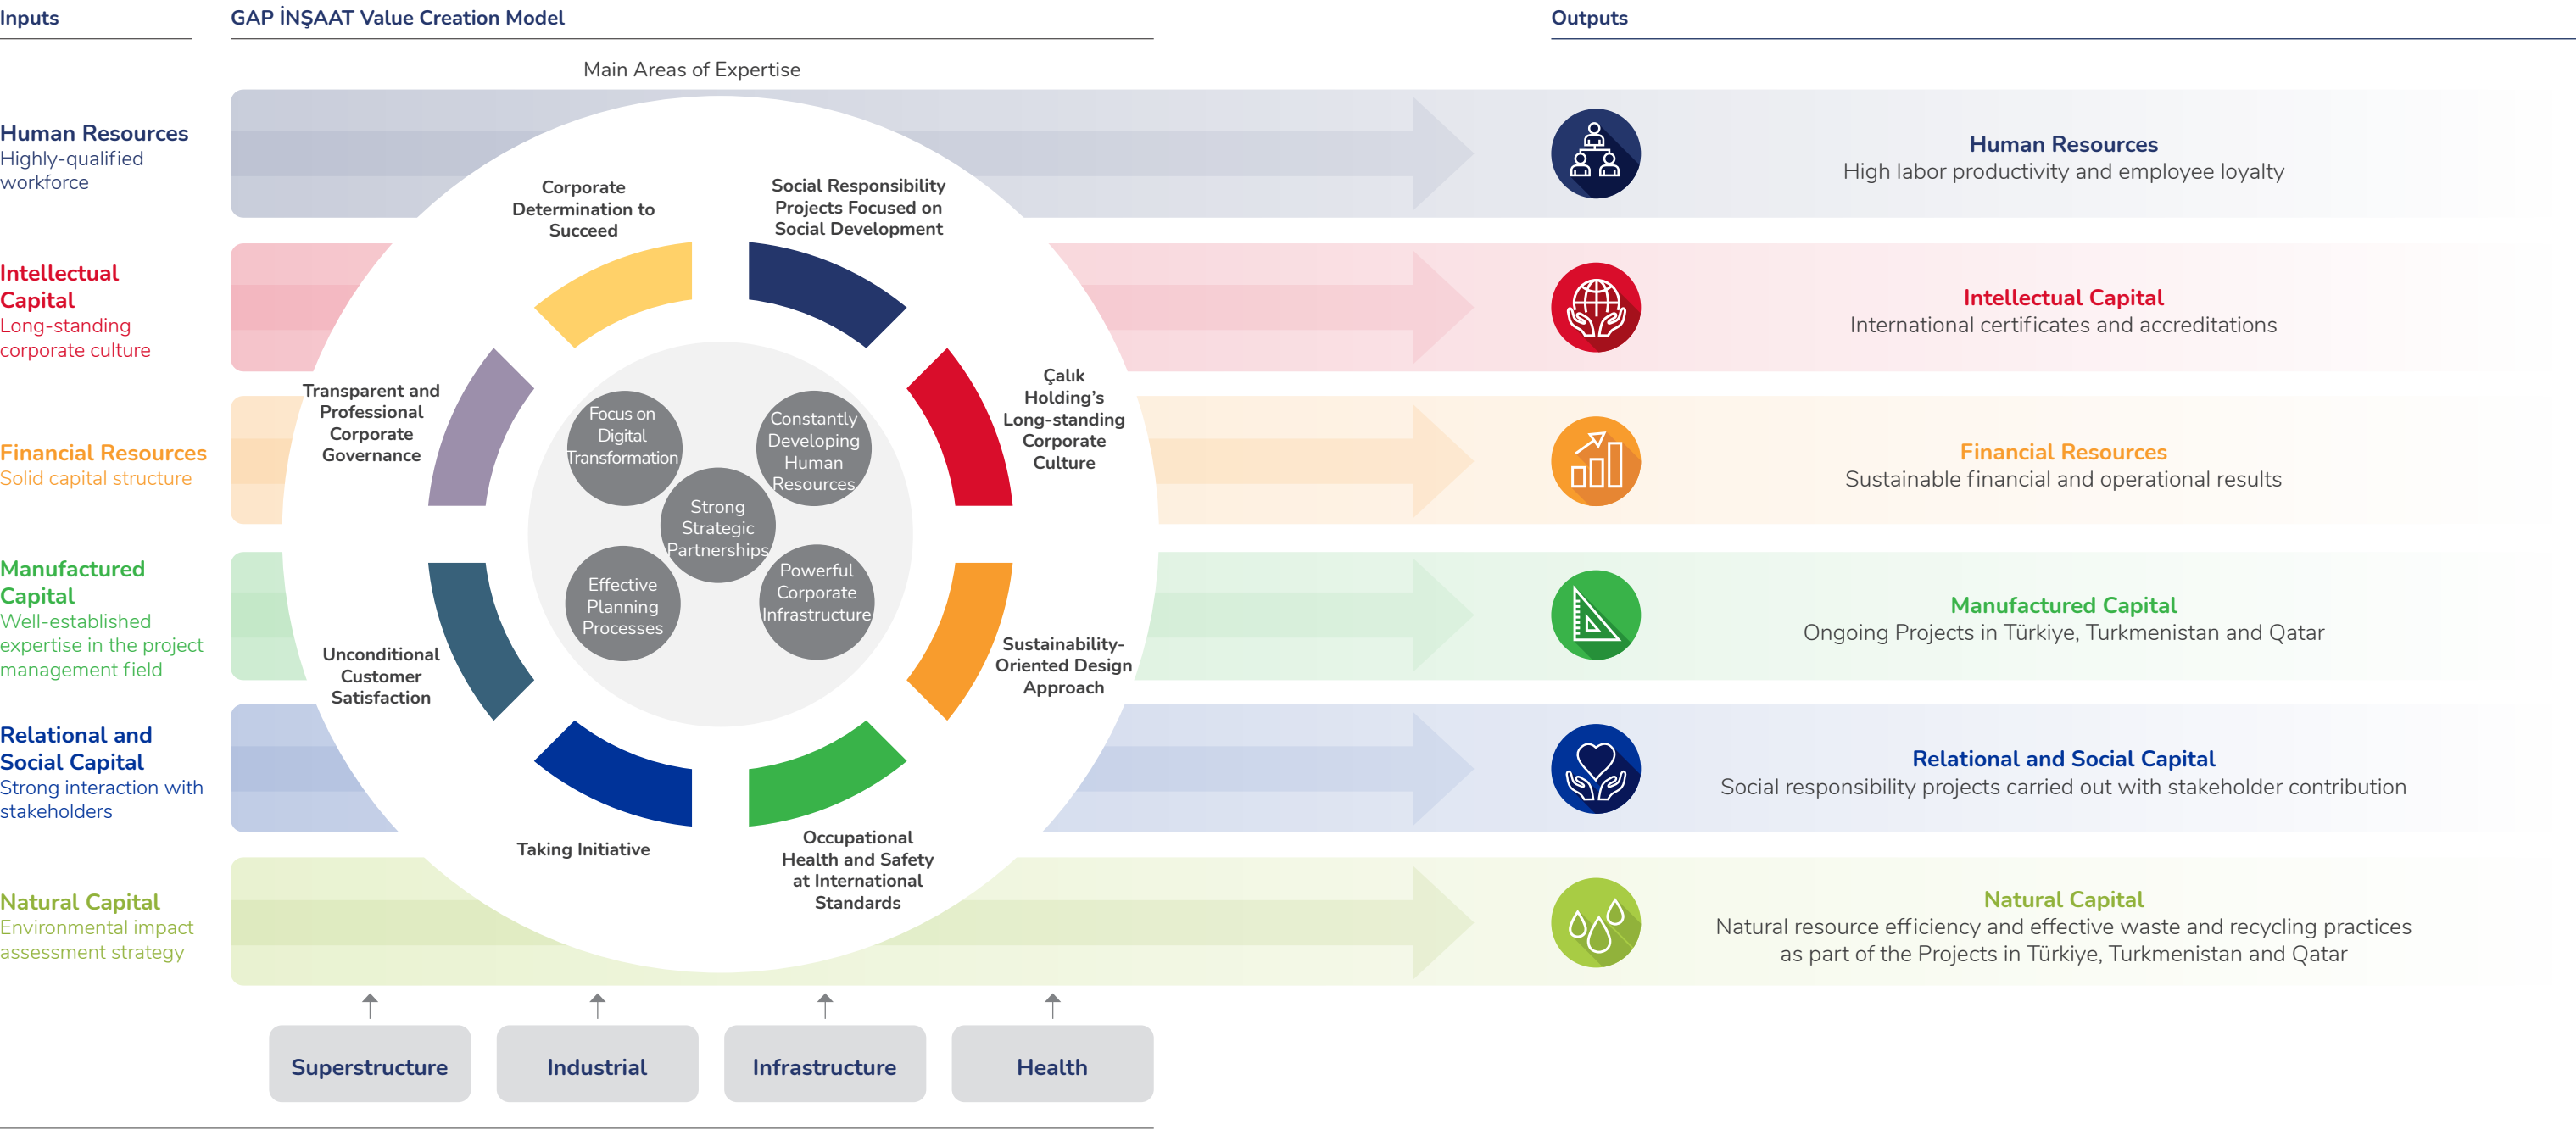 Inputs
GAP İNŞAAT Value Creation Model
Outputs
Main Areas of Expertise
Human Resources
Highly-qualified
workforce
Intellectual
Capital
Long-standing
corporate culture
Financial Resources
Solid capital structure
Manufactured
Capital
Well-established
expertise in the project
management field
Relational and
Social Capital
Strong interaction with
stakeholders
Natural Capital
Environmental impact
assessment strategy
Corporate
Determination to
Succeed
Social Responsibility
Projects Focused on
Social Development
Çalık
Holding’s
Long-standing
Corporate
Culture
Sustainability-
Oriented Design
Approach
Occupational
Health and Safety
at International
Standards
Taking Initiative
Unconditional
Customer
Satisfaction
Transparent and
Professional
Corporate
Governance
Focus on
Digital
Transformation
Constantly
Developing
Human
Resources
Strong
Strategic
Partnerships
Effective
Planning
Processes
Powerful
Corporate
Infrastructure
Human Resources
High labor productivity and employee loyalty
Intellectual Capital
International certificates and accreditations
Financial Resources
Sustainable financial and operational results
Manufactured Capital
Ongoing Projects in Türkiye, Turkmenistan and Qatar
Relational and Social Capital
Social responsibility projects carried out with stakeholder contribution
Natural Capital
Natural resource efficiency and effective waste and recycling practices
as part of the Projects in Türkiye, Turkmenistan and Qatar
Superstructure
Industrial
Infrastructure
Health